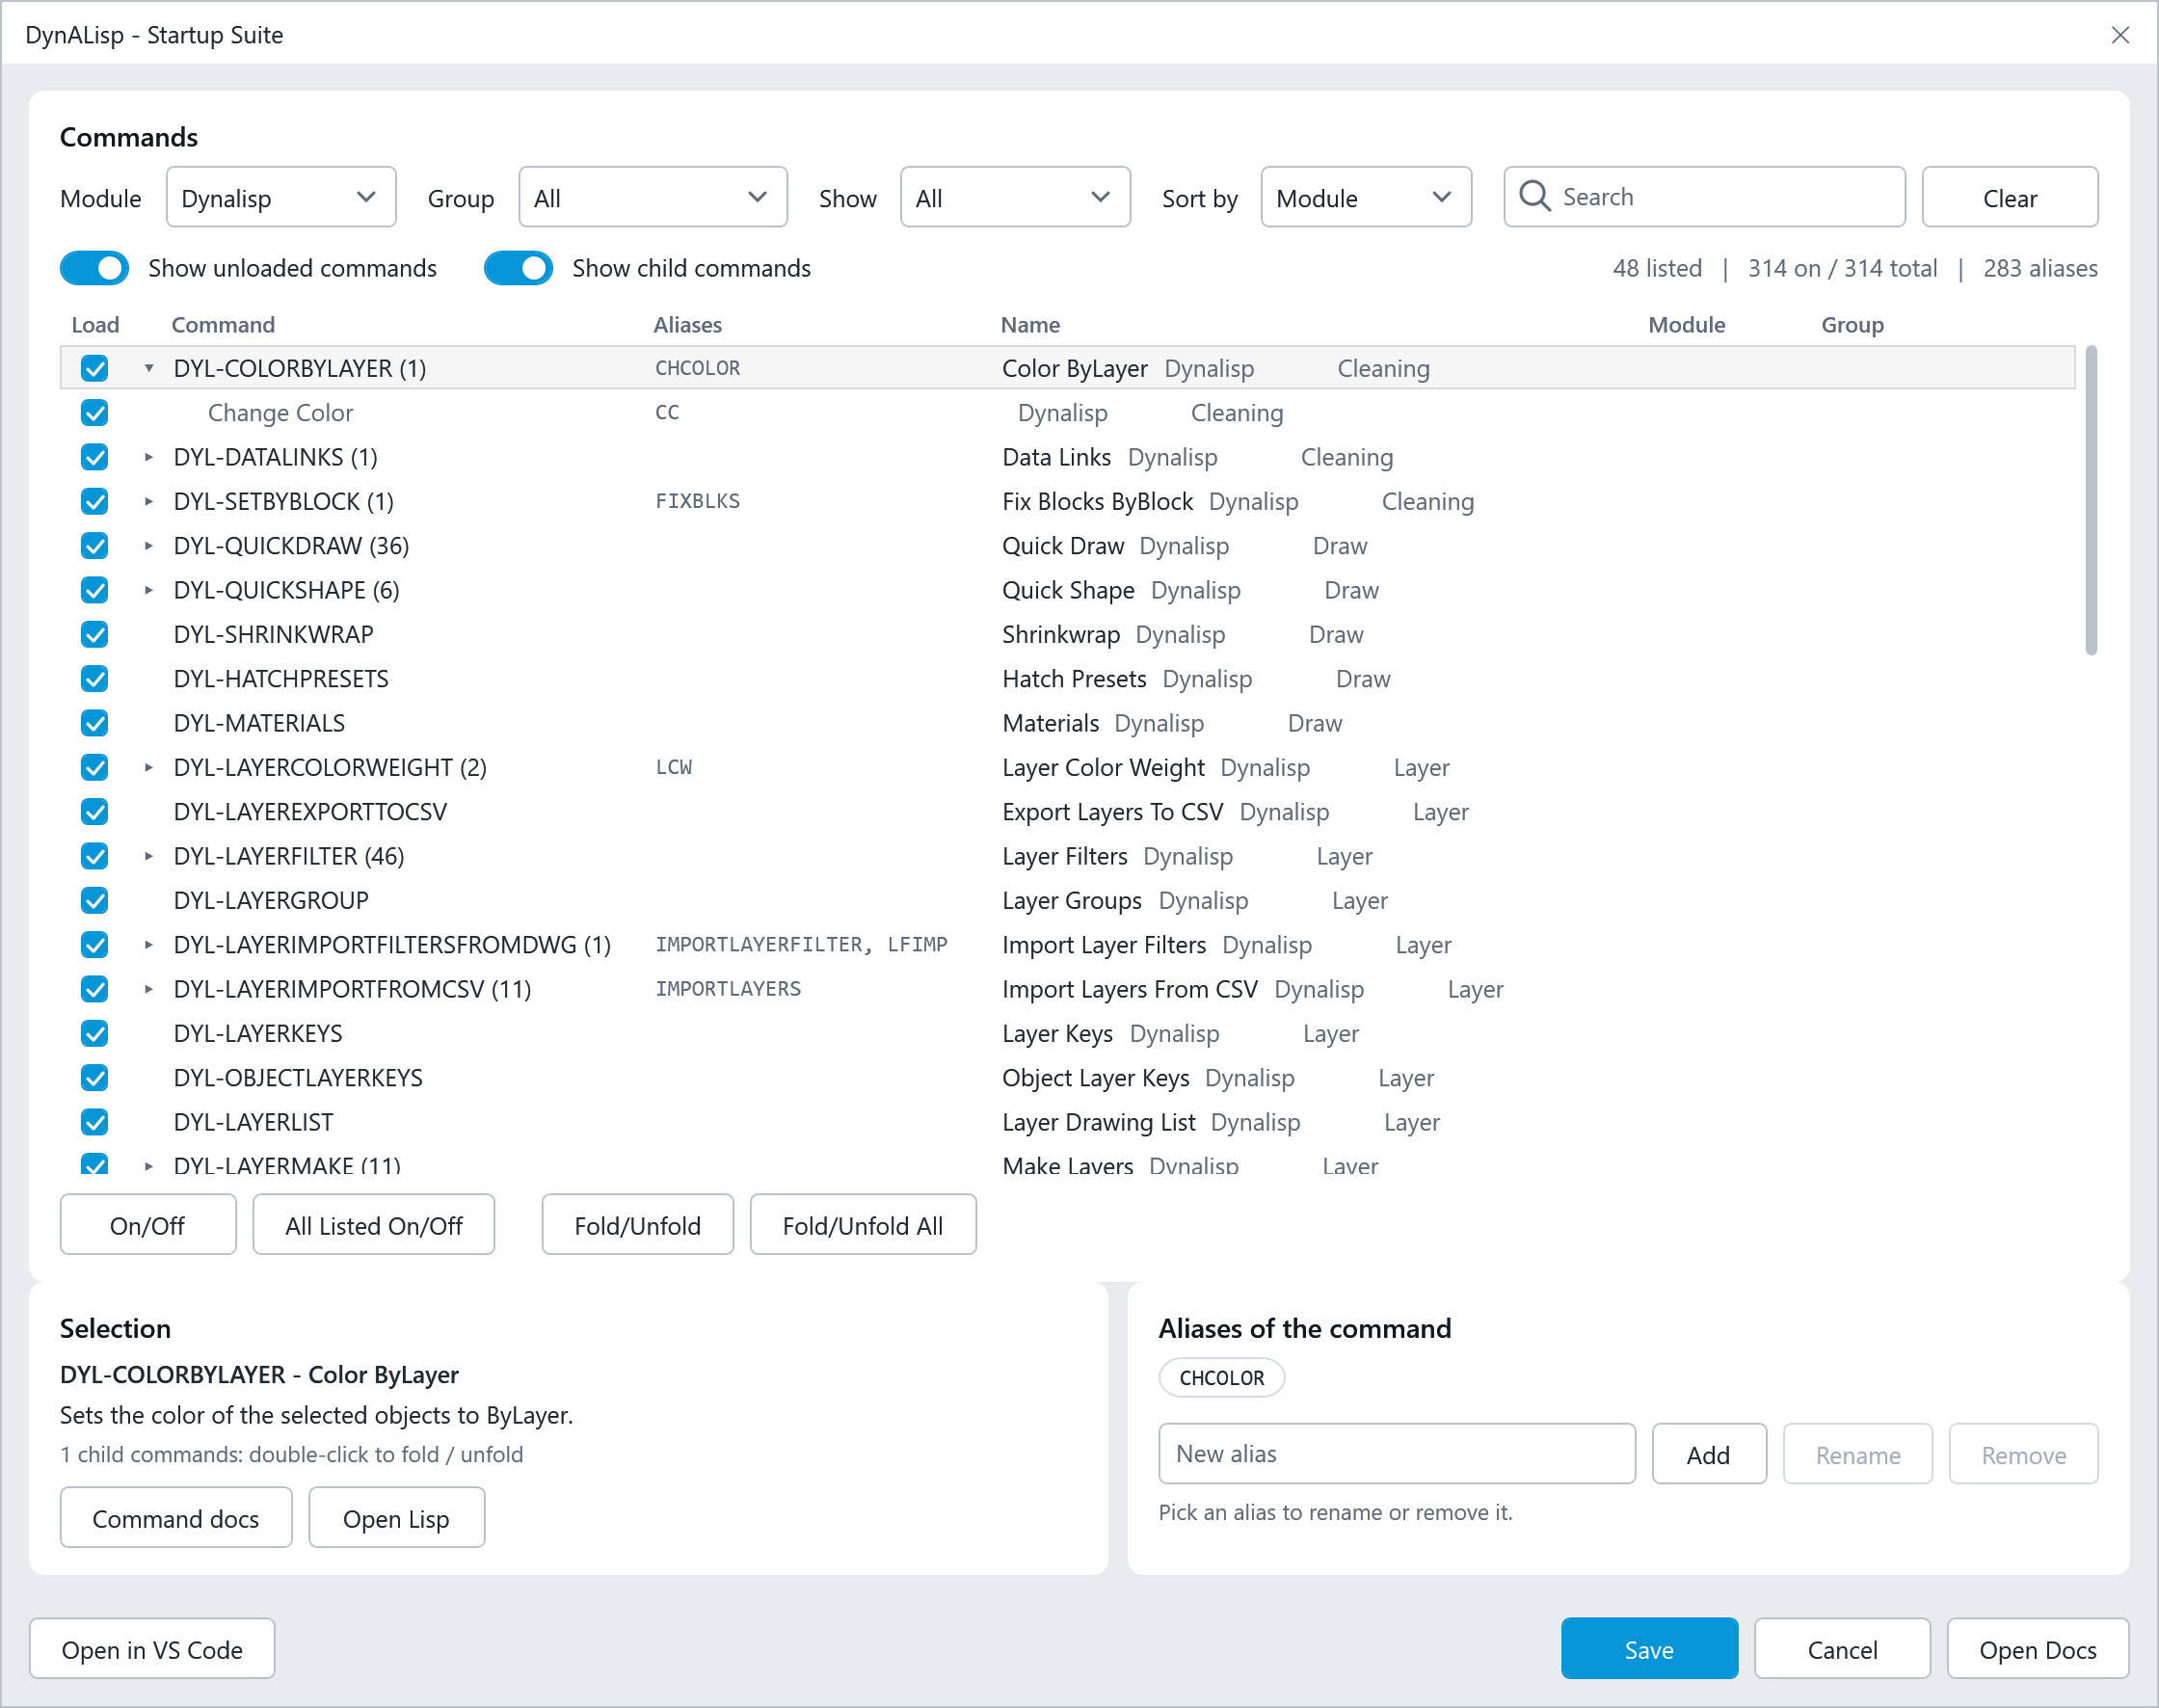 DynALisp - Startup Suite
Commands
Module Dynalisp Group All Show All Sort by Module Search Clear
Show unloaded commands Show child commands 48 listed | 314 on / 314 total | 283 aliases
Load Command Aliases Name Module Group
DYL-COLORBYLAYER (1) CHCOLOR Color ByLayer Dynalisp Cleaning
Change Color CC Dynalisp Cleaning
DYL-DATALINKS (1) Data Links Dynalisp Cleaning
DYL-SETBYBLOCK (1) FIXBLKS Fix Blocks ByBlock Dynalisp Cleaning
DYL-QUICKDRAW (36) Quick Draw Dynalisp Draw
DYL-QUICKSHAPE (6) Quick Shape Dynalisp Draw
DYL-SHRINKWRAP Shrinkwrap Dynalisp Draw
DYL-HATCHPRESETS Hatch Presets Dynalisp Draw
DYL-MATERIALS Materials Dynalisp Draw
DYL-LAYERCOLORWEIGHT (2) LCW Layer Color Weight Dynalisp Layer
DYL-LAYEREXPORTTOCSV Export Layers To CSV Dynalisp Layer
DYL-LAYERFILTER (46) Layer Filters Dynalisp Layer
DYL-LAYERGROUP Layer Groups Dynalisp Layer
DYL-LAYERIMPORTFILTERSFROMDWG (1) IMPORTLAYERFILTER, LFIMP Import Layer Filters Dynalisp Layer
DYL-LAYERIMPORTFROMCSV (11) IMPORTLAYERS Import Layers From CSV Dynalisp Layer
DYL-LAYERKEYS Layer Keys Dynalisp Layer
DYL-OBJECTLAYERKEYS Object Layer Keys Dynalisp Layer
DYL-LAYERLIST Layer Drawing List Dynalisp Layer
DYL-LAYERMAKE (11) Make Layers Dynalisp Layer
On/Off All Listed On/Off Fold/Unfold Fold/Unfold All
Selection
DYL-COLORBYLAYER - Color ByLayer
Sets the color of the selected objects to ByLayer.
1 child commands: double-click to fold / unfold
Command docs Open Lisp
Aliases of the command
CHCOLOR
New alias Add Rename Remove
Pick an alias to rename or remove it.
Open in VS Code Save Cancel Open Docs